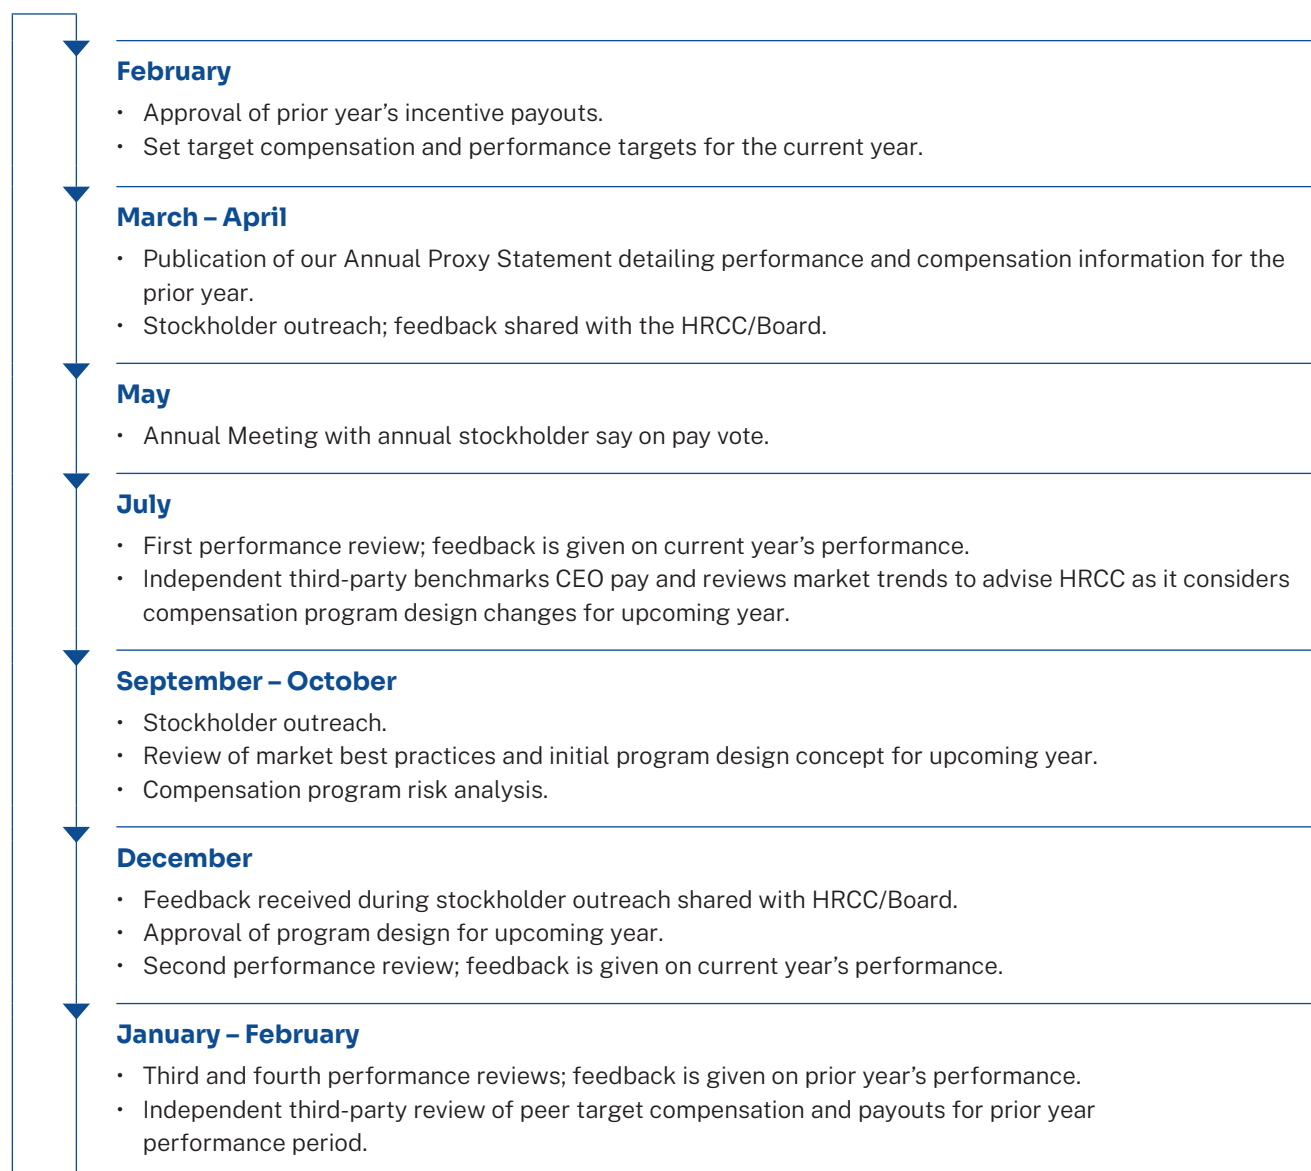 February
• Approval of prior year’s incentive payouts.
• Set target compensation and performance targets for the current year.
March – April
• Publication of our Annual Proxy Statement detailing performance and compensation information for the
prior year.
• Stockholder outreach; feedback shared with the HRCC/Board.
May
• Annual Meeting with annual stockholder say on pay vote.
July
• First performance review; feedback is given on current year’s performance.
• Independent third-party benchmarks CEO pay and reviews market trends to advise HRCC as it considers
compensation program design changes for upcoming year.
September – October
• Stockholder outreach.
• Review of market best practices and initial program design concept for upcoming year.
• Compensation program risk analysis.
December
• Feedback received during stockholder outreach shared with HRCC/Board.
• Approval of program design for upcoming year.
• Second performance review; feedback is given on current year’s performance.
January – February
• Third and fourth performance reviews; feedback is given on prior year’s performance.
• Independent third-party review of peer target compensation and payouts for prior year
performance period.